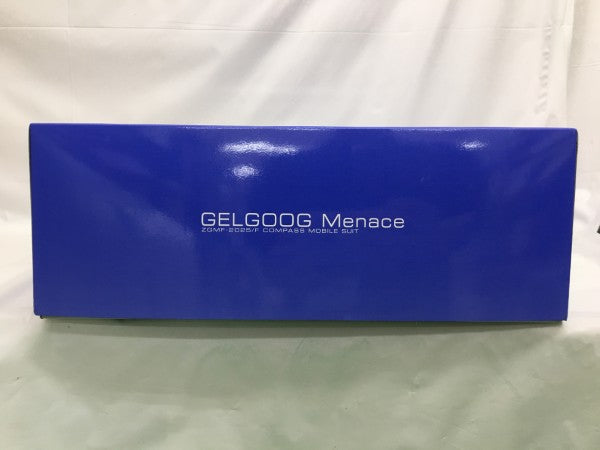 GELGOOG Menace
ZGMF-2025/F COMPASS MOBILE SUIT